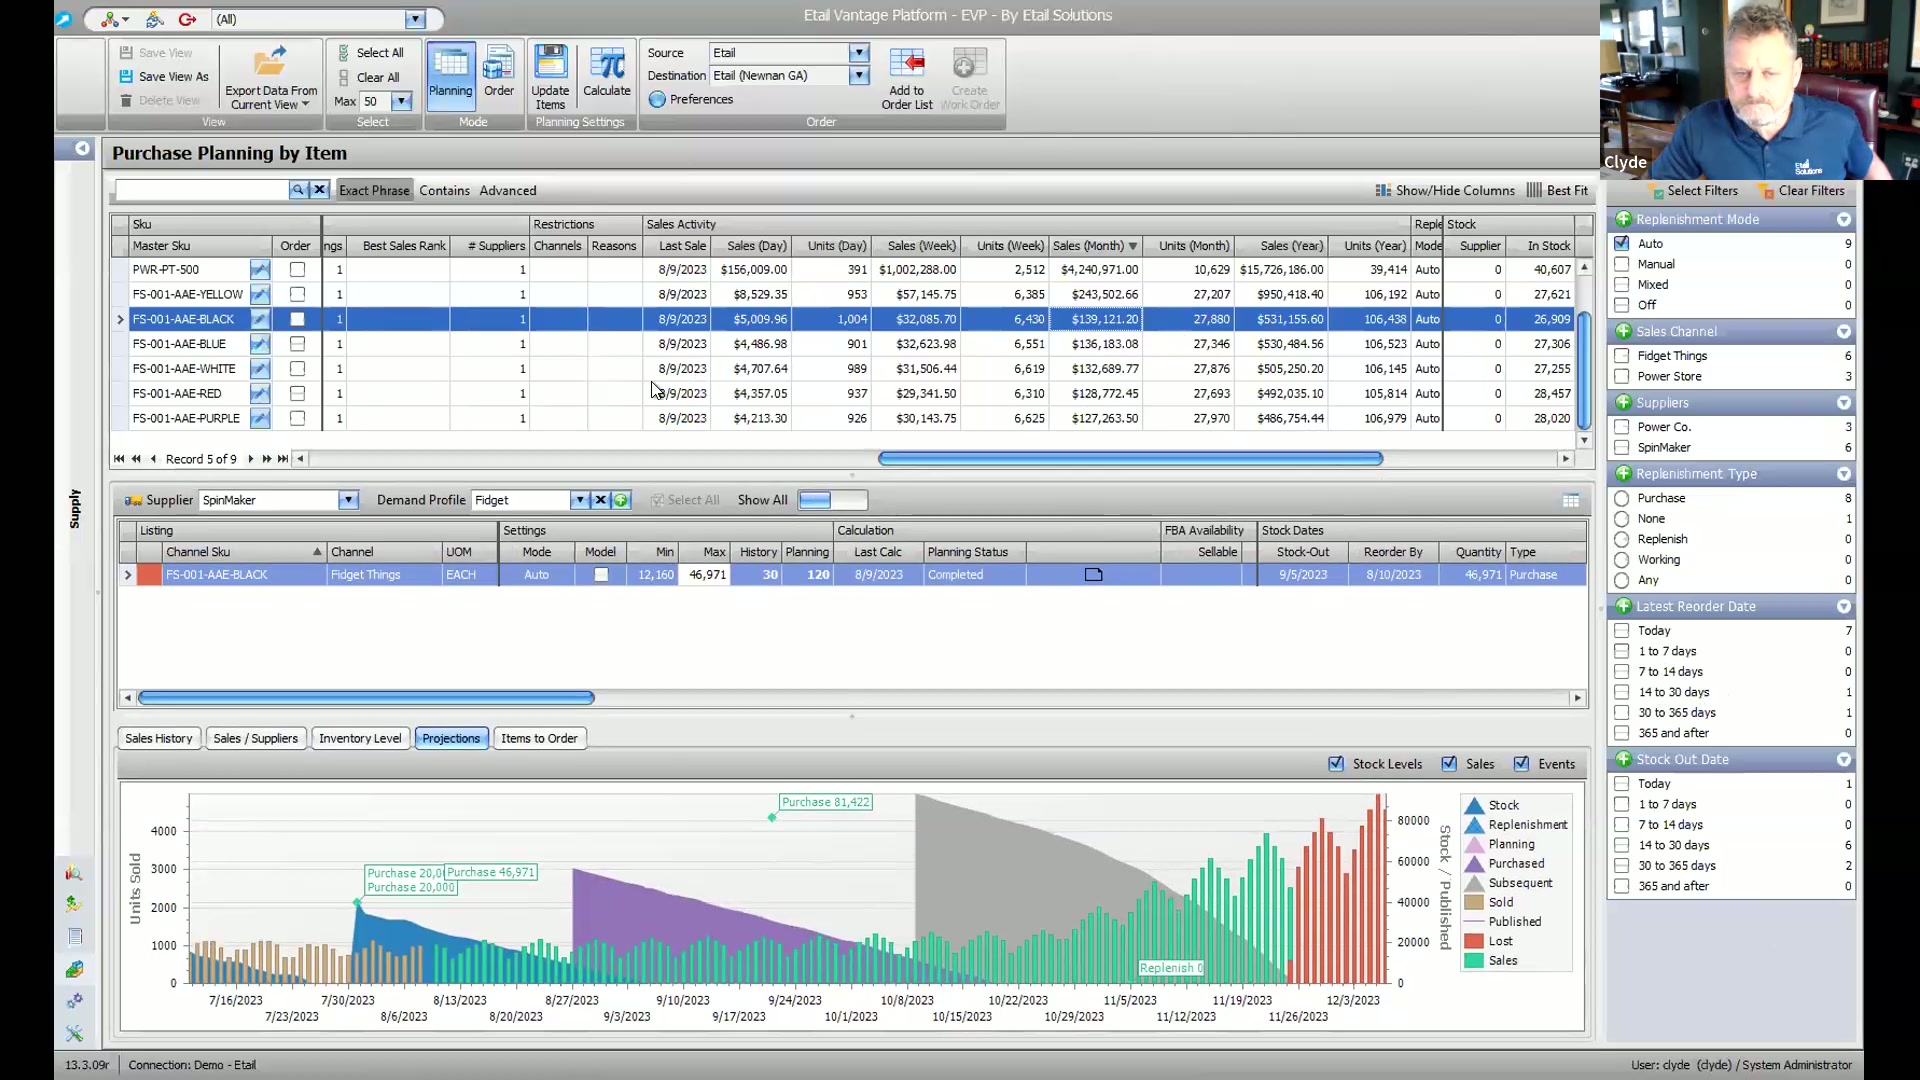 (All)
Etail Vantage Platform - EVP - By Etail Solutions
Save View
Save View As
Delete View
Export Data From
Current View
View
Select All
Clear All
Max 50
Select
Planning
Order
Mode
Update
Items
Calculate
Planning Settings
Source Etail
Destination Etail (Newnan GA)
Preferences
Add to
Order List
Create
Work Order
Order
Clyde
Etail
Solutions
Supply
Purchase Planning by Item
Exact Phrase Contains Advanced
Show/Hide Columns Best Fit
Sku Restrictions Sales Activity Reple Stock
Master Sku Order ngs Best Sales Rank # Suppliers Channels Reasons Last Sale Sales (Day) Units (Day) Sales (Week) Units (Week) Sales (Month) Units (Month) Sales (Year) Units (Year) Mode Supplier In Stock
PWR-PT-500 1 1 8/9/2023 $156,009.00 391 $1,002,288.00 2,512 $4,240,971.00 10,629 $15,726,186.00 39,414 Auto 0 40,607
FS-001-AAE-YELLOW 1 1 8/9/2023 $8,529.35 953 $57,145.75 6,385 $243,502.66 27,207 $950,418.40 106,192 Auto 0 27,621
FS-001-AAE-BLACK 1 1 8/9/2023 $5,009.96 1,004 $32,085.70 6,430 $139,121.20 27,880 $531,155.60 106,438 Auto 0 26,909
FS-001-AAE-BLUE 1 1 8/9/2023 $4,486.98 901 $32,623.98 6,551 $136,183.08 27,346 $530,484.56 106,523 Auto 0 27,306
FS-001-AAE-WHITE 1 1 8/9/2023 $4,707.64 989 $31,506.44 6,619 $132,689.77 27,876 $505,250.20 106,145 Auto 0 27,255
FS-001-AAE-RED 1 1 8/9/2023 $4,357.05 937 $29,341.50 6,310 $128,772.45 27,693 $492,035.10 105,814 Auto 0 28,457
FS-001-AAE-PURPLE 1 1 8/9/2023 $4,213.30 926 $30,143.75 6,625 $127,263.50 27,970 $486,754.44 106,979 Auto 0 28,020
Record 5 of 9
Supplier SpinMaker Demand Profile Fidget Select All Show All
Listing Settings Calculation FBA Availability Stock Dates
Channel Sku Channel UOM Mode Model Min Max History Planning Last Calc Planning Status Sellable Stock-Out Reorder By Quantity Type
FS-001-AAE-BLACK Fidget Things EACH Auto 12,160 46,971 30 120 8/9/2023 Completed 9/5/2023 8/10/2023 46,971 Purchase
Sales History Sales / Suppliers Inventory Level Projections Items to Order
Stock Levels Sales Events
Units Sold
4000
3000
2000
1000
0
Purchase 81,422
Purchase 20,0
Purchase 46,971
Purchase 20,000
Replenish 0
80000
60000
40000
20000
0
Stock / Published
7/16/2023 7/30/2023 8/13/2023 8/27/2023 9/10/2023 9/24/2023 10/8/2023 10/22/2023 11/5/2023 11/19/2023 12/3/2023
7/23/2023 8/6/2023 8/20/2023 9/3/2023 9/17/2023 10/1/2023 10/15/2023 10/29/2023 11/12/2023 11/26/2023
Stock
Replenishment
Planning
Purchased
Subsequent
Sold
Published
Lost
Sales
Select Filters Clear Filters
Replenishment Mode
Auto 9
Manual 0
Mixed 0
Off 0
Sales Channel
Fidget Things 6
Power Store 3
Suppliers
Power Co. 3
SpinMaker 6
Replenishment Type
Purchase 8
None 1
Replenish 0
Working 0
Any 0
Latest Reorder Date
Today 7
1 to 7 days 0
7 to 14 days 0
14 to 30 days 1
30 to 365 days 1
365 and after 0
Stock Out Date
Today 1
1 to 7 days 0
7 to 14 days 0
14 to 30 days 6
30 to 365 days 2
365 and after 0
13.3.09r Connection: Demo - Etail
User: clyde (clyde) / System Administrator